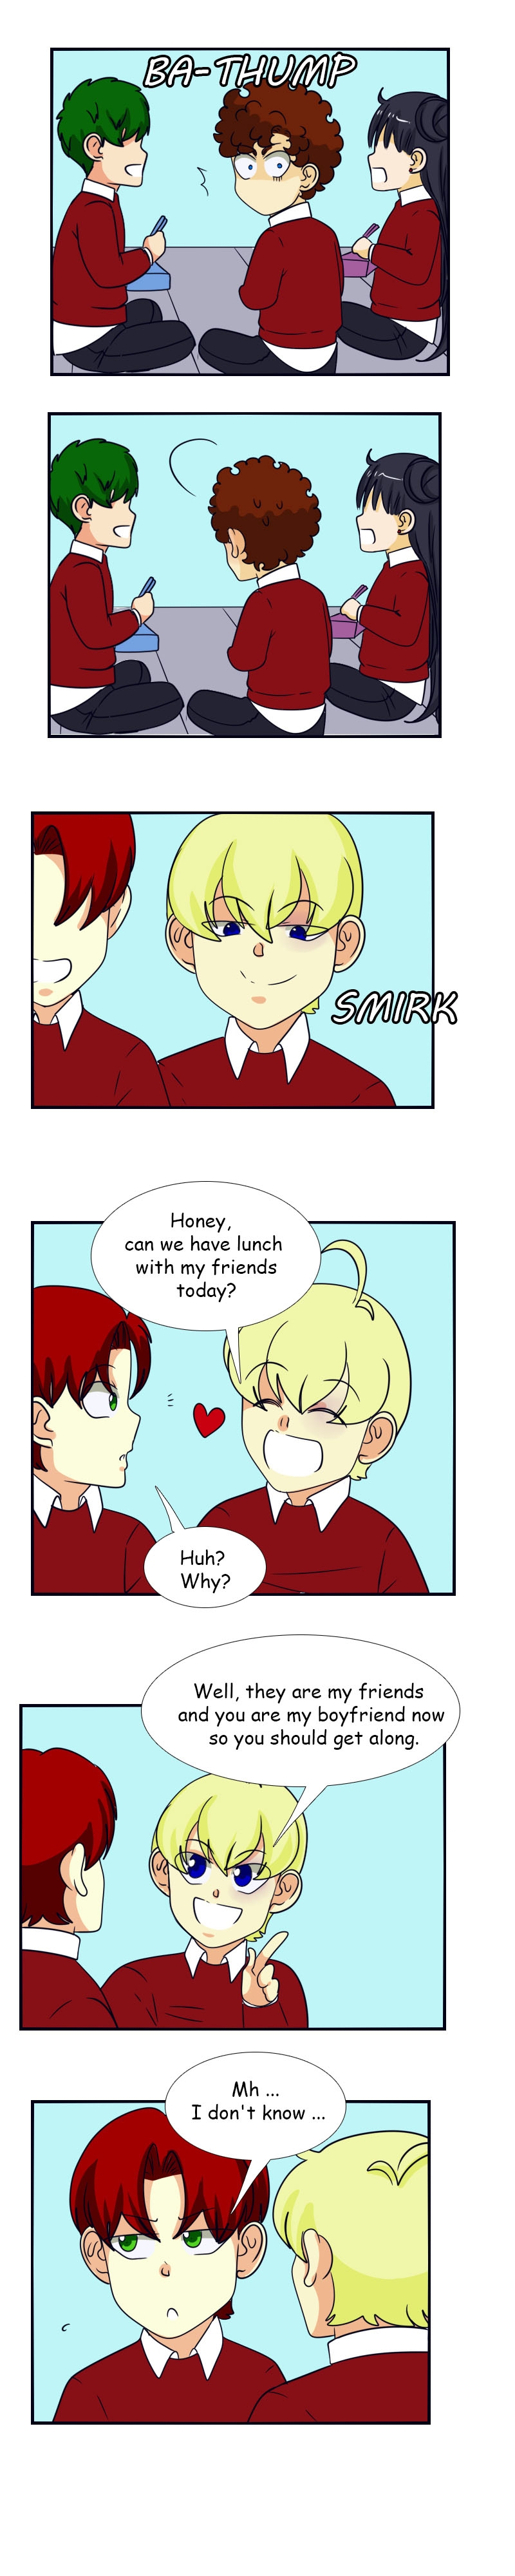 BA-THUMP
SMIRK
Honey,
can we have lunch
with my friends
today?
Huh?
Why?
Well, they are my friends
and you are my boyfriend now
so you should get along.
Mh ...
I don't know ...